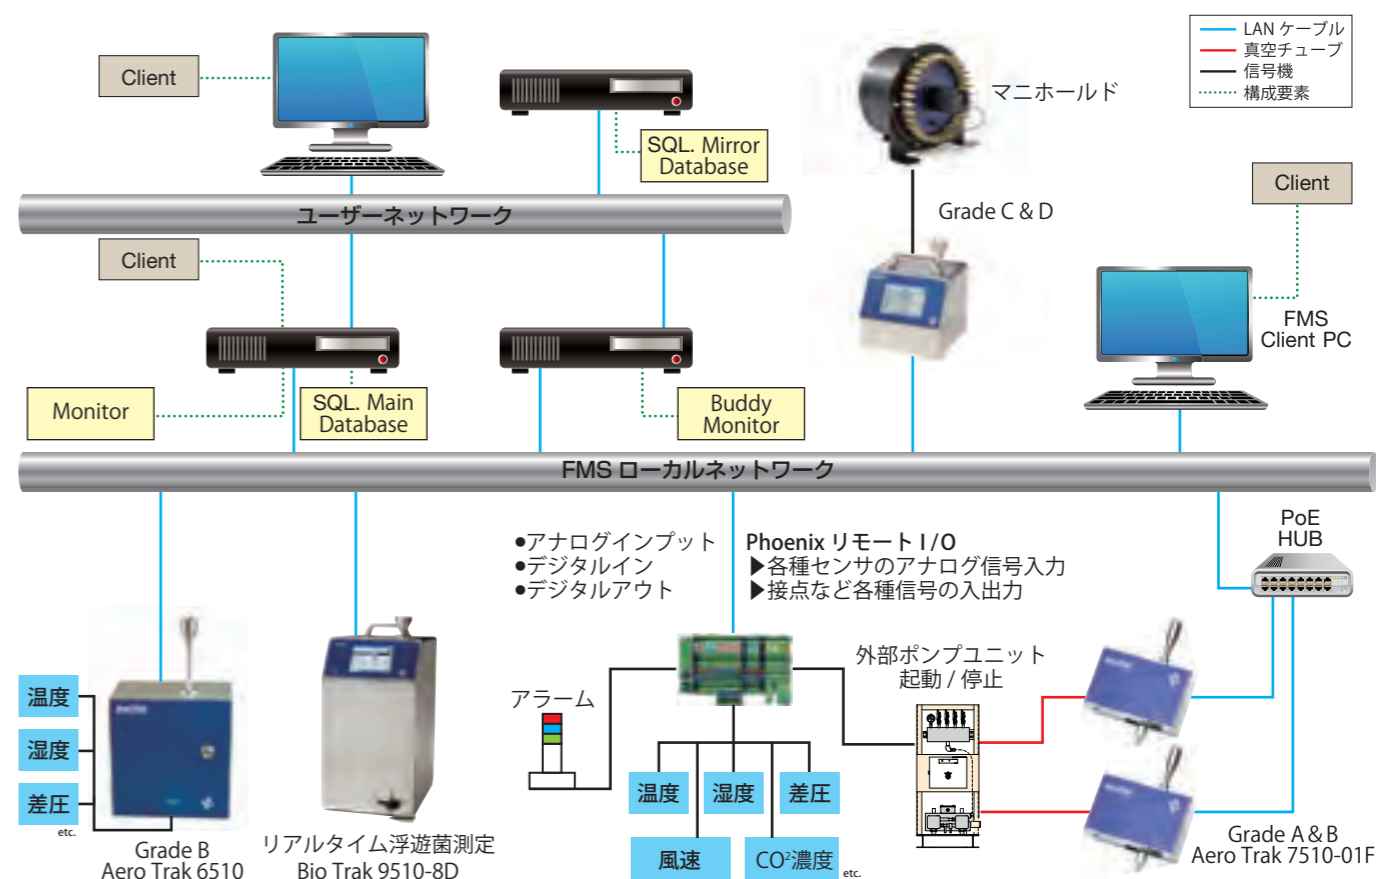 LAN ケーブル
真空チューブ
信号機
構成要素
Client
SQL. Mirror
Database
マニホールド
ユーザーネットワーク
Grade C & D
Client
Client
FMS
Client PC
Monitor
SQL. Main
Database
Buddy
Monitor
FMS ローカルネットワーク
●アナログインプット
●デジタルイン
●デジタルアウト
Phoenix リモート I / O
▶各種センサのアナログ信号入力
▶接点など各種信号の入出力
PoE
HUB
温度
湿度
差圧
etc.
Grade B
Aero Trak 6510
リアルタイム浮遊菌測定
Bio Trak 9510-8D
アラーム
外部ポンプユニット
起動 / 停止
温度
湿度
差圧
風速
CO²濃度
etc.
Grade A & B
Aero Trak 7510-01F